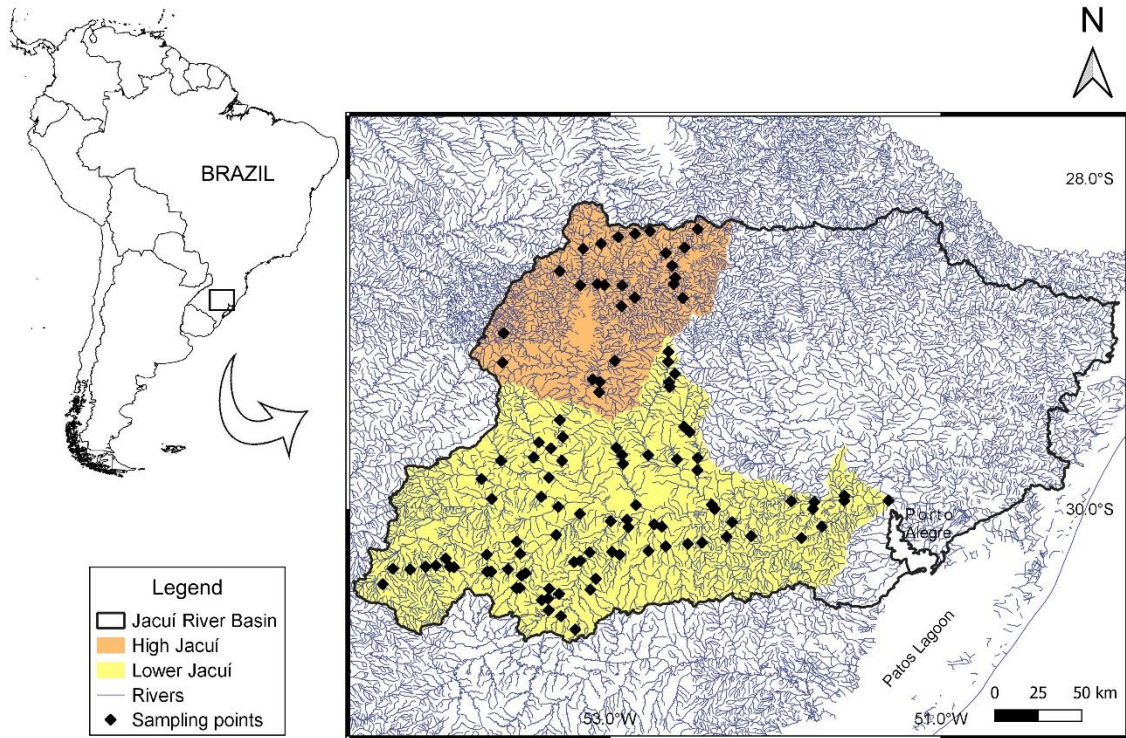 N
BRAZIL
28.0°S
30.0°S
Porto
Alegre
Patos Lagoon
53.0°W
51.0°W
0 25 50 km
Legend
Jacuí River Basin
High Jacuí
Lower Jacuí
Rivers
Sampling points